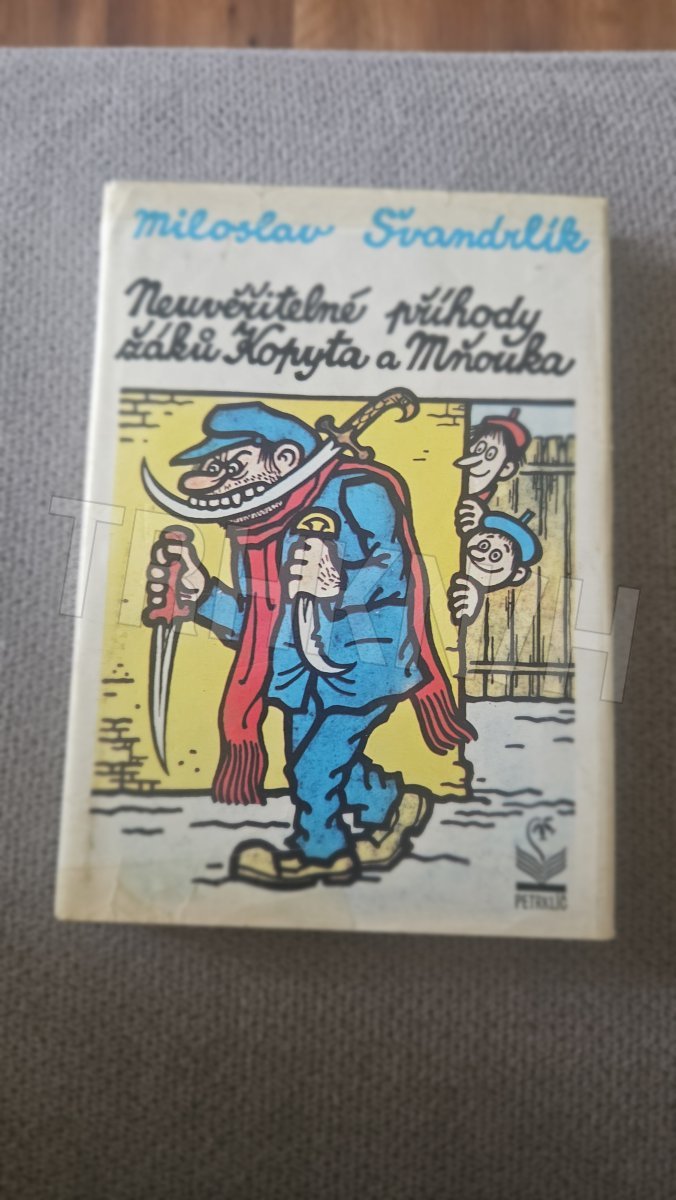 Miloslav Švandrlík
Neuvěřitelné příhody
žáků Kopyta a Mňouka
PETRKLÍČ